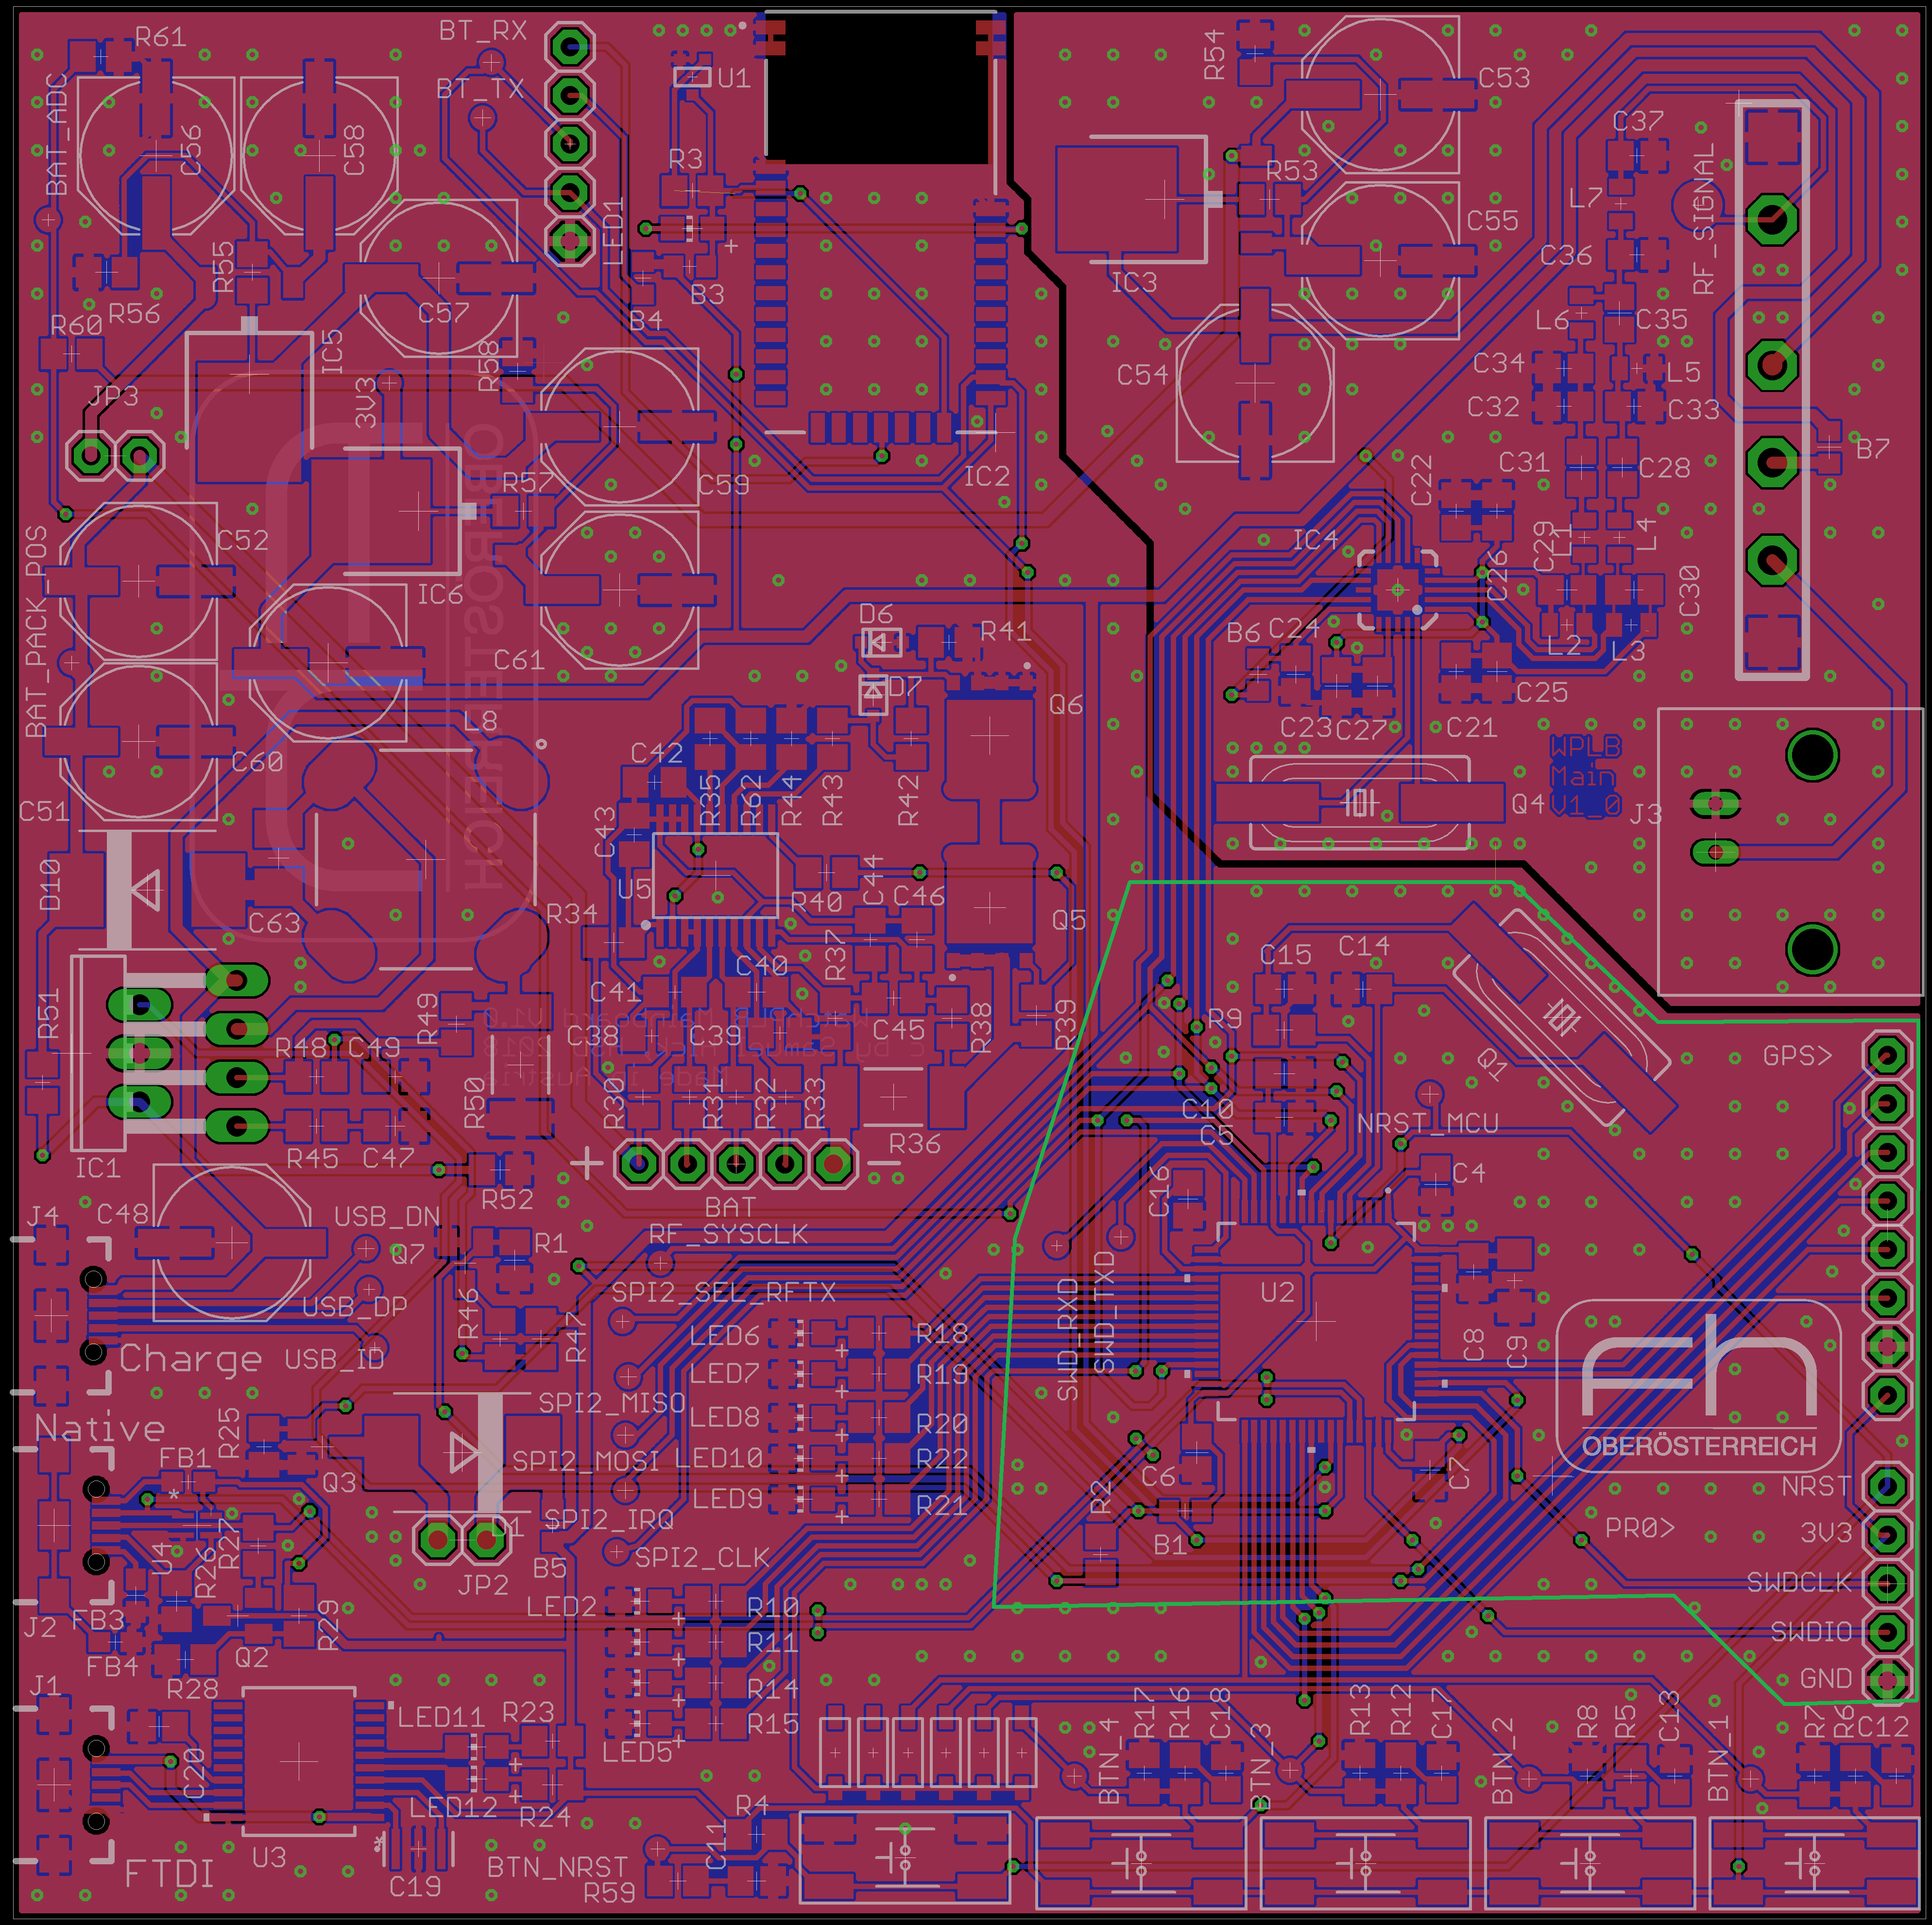 R61
BT_RX
U1
R54
C53
BAT_ADC
C56
C58
BT_TX
R3
R53
C37
L7
RF_SIGNAL
C55
LED1
C36
R55
R56
C57
B3
B4
IC3
R60
IC5
L6
C35
JP3
3V3
R58
C54
C34
L5
C32
C33
B7
R57
C59
IC2
C22
C31
C28
BAT_PACK_POS
C52
IC6
IC4
C29
L1
L4
C26
C30
D6
R41
B6
C24
L2
L3
C61
D7
Q6
C25
L8
C23
C27
C21
C60
C42
C51
R35
R62
R44
R43
R42
WPLB
Main
V1_0
Q4
J3
C43
D10
U5
C44
R40
C46
OBERÖSTERREICH
C63
R34
Q5
R37
C40
C15
C14
R51
R49
C41
C45
R38
R39
R9
GPS>
WatchPLB Mainboard V1.0
C38
C39
Q1
R48
C49
R50
R30
R31
R32
R33
C10
C5
NRST_MCU
IC1
R45
C47
R36
R52
BAT
C16
C4
J4
C48
USB_DN
RF_SYSCLK
Q7
R1
USB_DP
SPI2_SEL_RFTX
SWD_RXD
SWD_TXD
U2
R46
R47
LED6
R18
Charge
USB_ID
LED7
R19
C8
C9
SPI2_MISO
LED8
R20
Native
R25
FB1
SPI2_MOSI
LED10
R22
OBERÖSTERREICH
Q3
LED9
R21
R2
C6
C7
NRST
D1
SPI2_IRQ
PR0>
3V3
U4
R26
R27
B5
SPI2_CLK
B1
JP2
SWDCLK
J2
FB3
R29
LED2
R10
SWDIO
FB4
Q2
R11
R28
R14
GND
J1
LED11
R23
R15
LED5
R17
R16
C18
R13
R12
C17
R8
R5
C13
R7
R6
C12
BTN_4
BTN_3
BTN_2
BTN_1
C20
LED12
R24
R4
U3
C11
FTDI
C19
BTN_NRST
R59